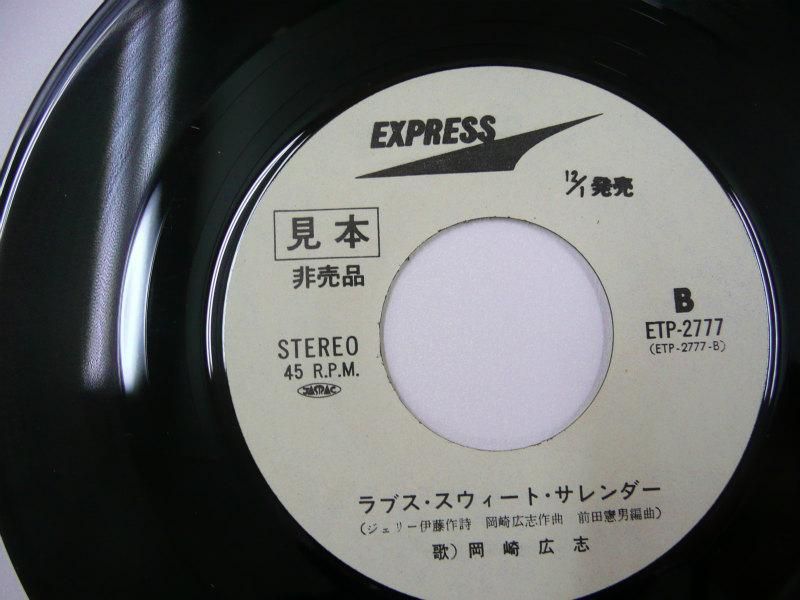 EXPRESS
12/1 発売
見本
非売品
B
ETP-2777
(ETP-2777-B)
STEREO
45 R.P.M.
JASRAC
ラブス・スウィート・サレンダー
(ジェリー伊藤作詩 岡崎広志作曲 前田憲男編曲)
歌) 岡崎広志